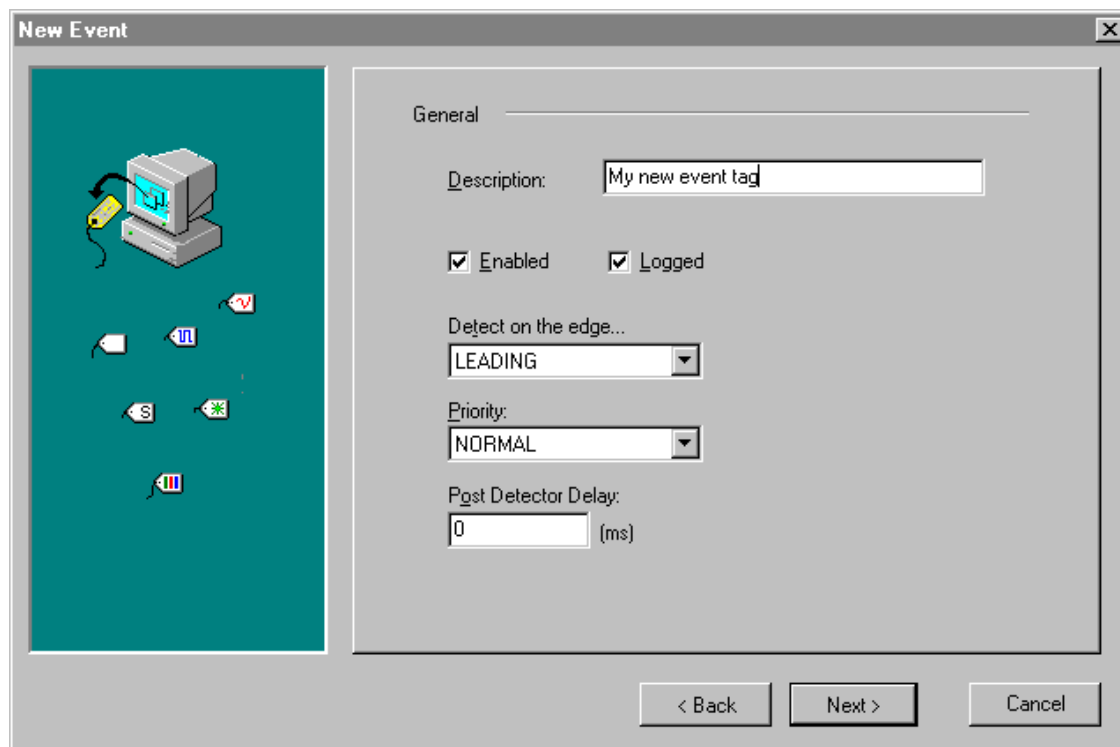 New Event
General
Description: My new event tag
Enabled Logged
Detect on the edge...
LEADING
Priority:
NORMAL
Post Detector Delay:
0 (ms)
S
< Back Next > Cancel